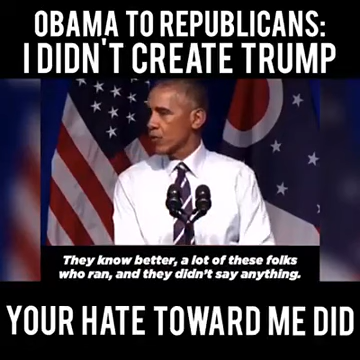 OBAMA TO REPUBLICANS:
I DIDN'T CREATE TRUMP
They know better, a lot of these folks
who ran, and they didn't say anything.
YOUR HATE TOWARD ME DID